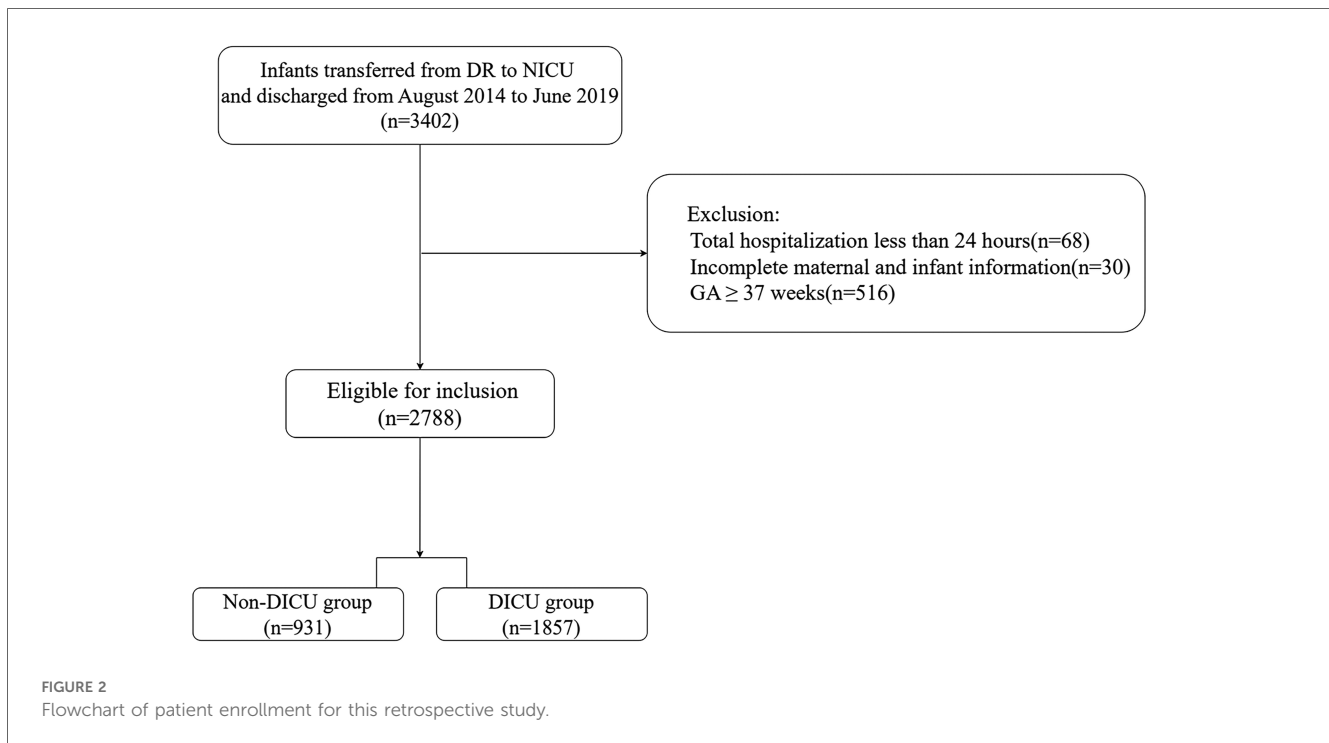 Infants transferred from DR to NICU
and discharged from August 2014 to June 2019
(n=3402)
Exclusion:
Total hospitalization less than 24 hours(n=68)
Incomplete maternal and infant information(n=30)
GA ≥ 37 weeks(n=516)
Eligible for inclusion
(n=2788)
Non-DICU group
(n=931)
DICU group
(n=1857)
FIGURE 2
Flowchart of patient enrollment for this retrospective study.